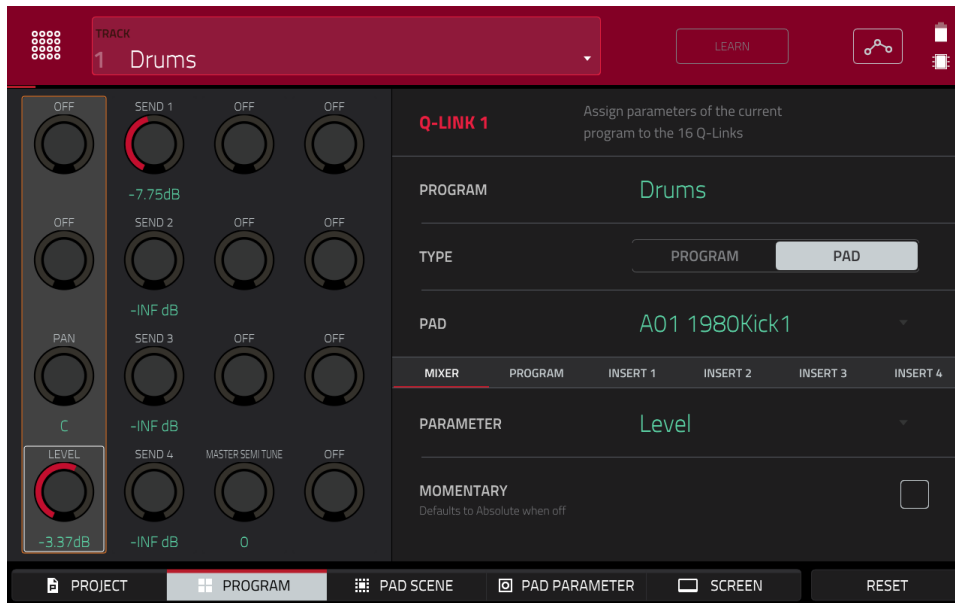 TRACK
1 Drums
LEARN
OFF SEND 1 OFF OFF
-7.75dB
OFF SEND 2 OFF OFF
-INF dB
PAN SEND 3 OFF OFF
C -INF dB
LEVEL SEND 4 MASTER SEMI TUNE OFF
-3.37dB -INF dB 0
Q-LINK 1
Assign parameters of the current
program to the 16 Q-Links
PROGRAM Drums
TYPE PROGRAM PAD
PAD A01 1980Kick1
MIXER PROGRAM INSERT 1 INSERT 2 INSERT 3 INSERT 4
PARAMETER Level
MOMENTARY
Defaults to Absolute when off
PROJECT PROGRAM PAD SCENE PAD PARAMETER SCREEN RESET